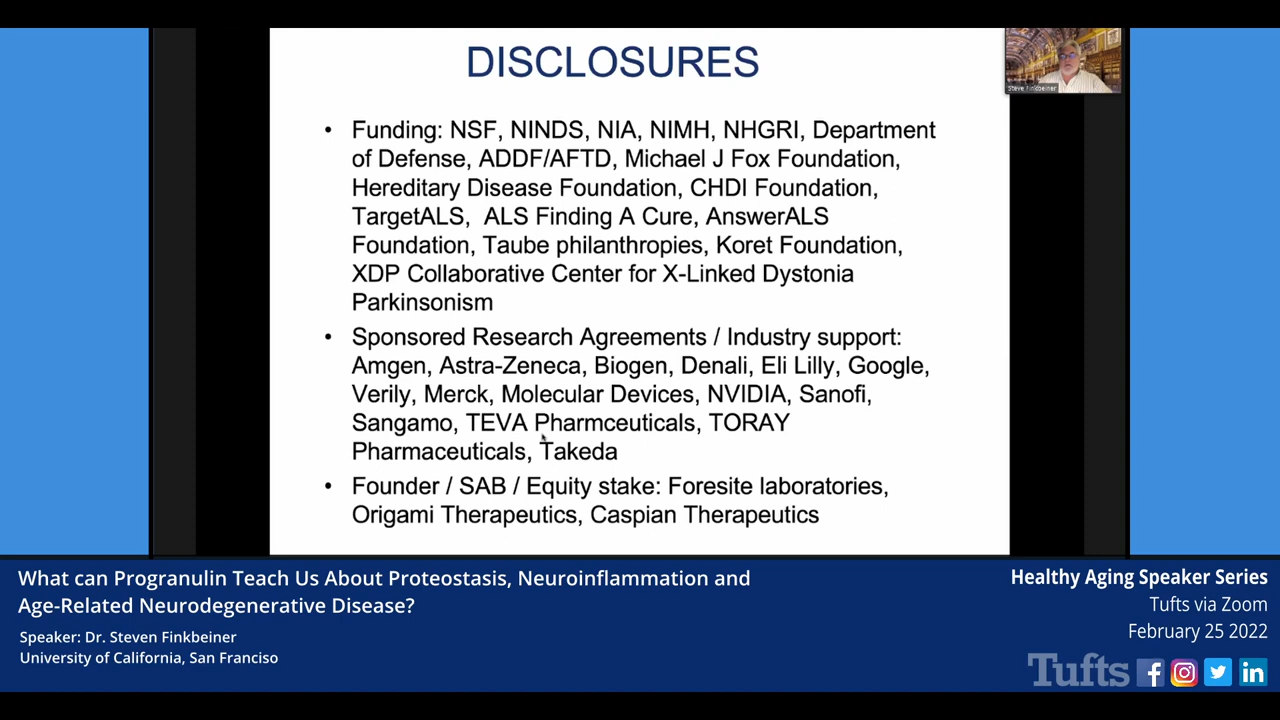 DISCLOSURES
Steve Finkbeiner
• Funding: NSF, NINDS, NIA, NIMH, NHGRI, Department
of Defense, ADDF/AFTD, Michael J Fox Foundation,
Hereditary Disease Foundation, CHDI Foundation,
TargetALS, ALS Finding A Cure, AnswerALS
Foundation, Taube philanthropies, Koret Foundation,
XDP Collaborative Center for X-Linked Dystonia
Parkinsonism
• Sponsored Research Agreements / Industry support:
Amgen, Astra-Zeneca, Biogen, Denali, Eli Lilly, Google,
Verily, Merck, Molecular Devices, NVIDIA, Sanofi,
Sangamo, TEVA Pharmceuticals, TORAY
Pharmaceuticals, Takeda
• Founder / SAB / Equity stake: Foresite laboratories,
Origami Therapeutics, Caspian Therapeutics
What can Progranulin Teach Us About Proteostasis, Neuroinflammation and
Age-Related Neurodegenerative Disease?
Speaker: Dr. Steven Finkbeiner
University of California, San Franciso
Healthy Aging Speaker Series
Tufts via Zoom
February 25 2022
Tufts